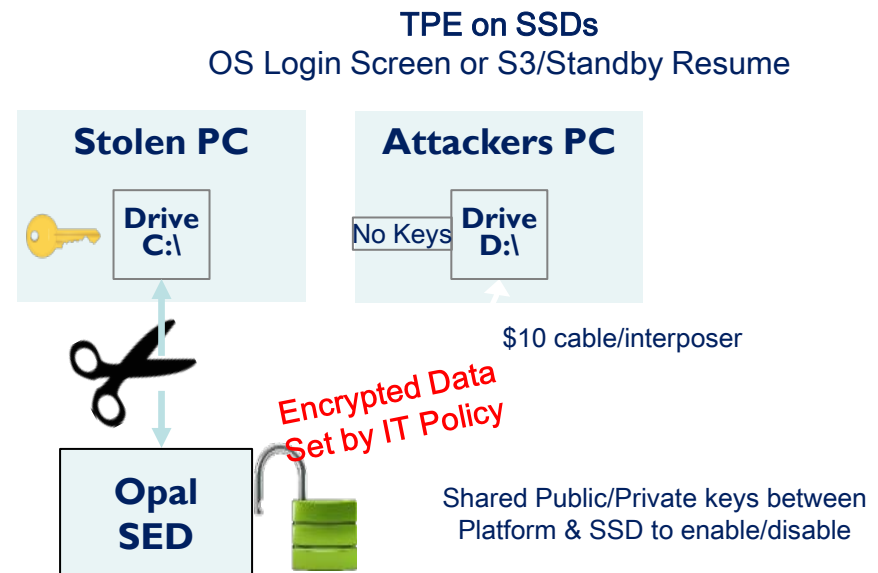 TPE on SSDs
OS Login Screen or S3/Standby Resume
Stolen PC
Attackers PC
Drive
C:\
No Keys
Drive
D:\
$10 cable/interposer
Encrypted Data
Set by IT Policy
Opal
SED
Shared Public/Private keys between
Platform & SSD to enable/disable